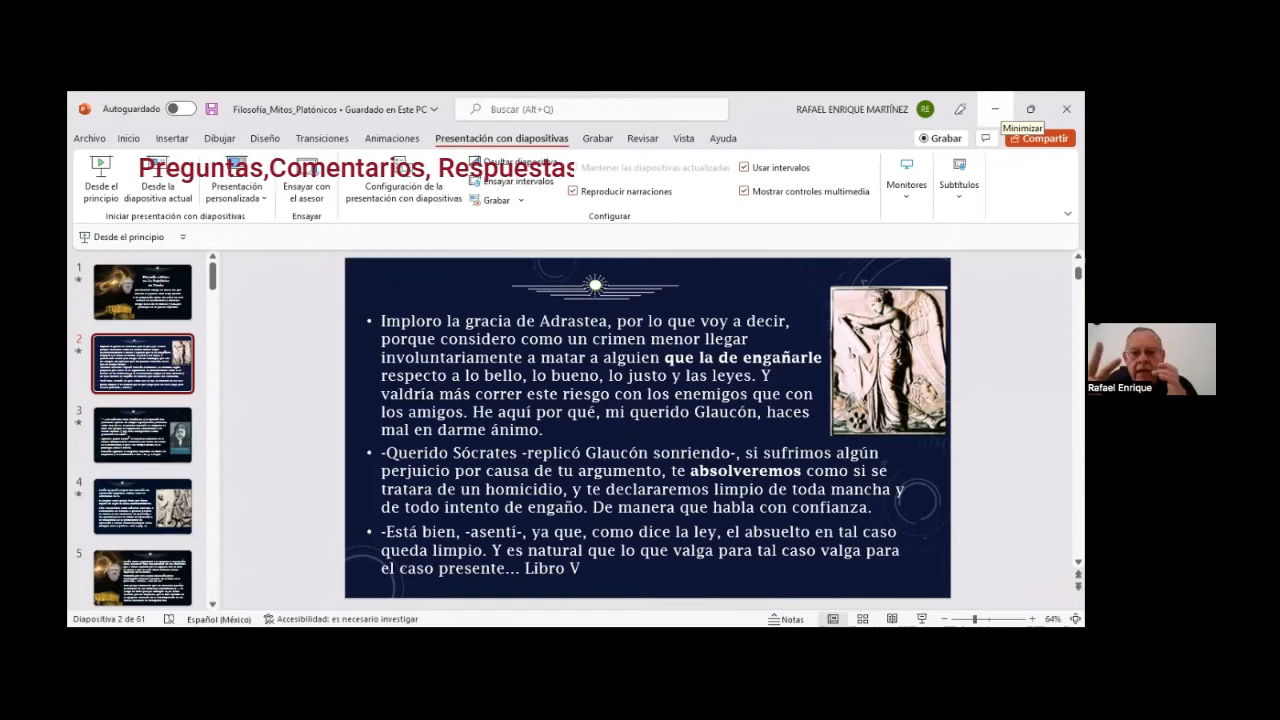 Autoguardado
Filosofía_Mitos_Platónicos • Guardado en Este PC
Buscar (Alt+Q)
RAFAEL ENRIQUE MARTÍNEZ
RE
Minimizar
Archivo Inicio Insertar Dibujar Diseño Transiciones Animaciones Presentación con diapositivas Grabar Revisar Vista Ayuda
Grabar
Compartir
Preguntas,Comentarios, Respuestas
Desde el principio
Desde la diapositiva actual
Presentación personalizada
Ensayar con el asesor
Configuración de la presentación con diapositivas
Ocultar diapositiva
Ensayar intervalos
Grabar
Mantener las diapositivas actualizadas
Reproducir narraciones
Usar intervalos
Mostrar controles multimedia
Monitores
Subtítulos
Iniciar presentación con diapositivas
Ensayar
Configurar
Desde el principio
1
2
3
4
5
• Imploro la gracia de Adrastea, por lo que voy a decir,
porque considero como un crimen menor llegar
involuntariamente a matar a alguien que la de engañarle
respecto a lo bello, lo bueno, lo justo y las leyes. Y
valdría más correr este riesgo con los enemigos que con
los amigos. He aquí por qué, mi querido Glaucón, haces
mal en darme ánimo.
• -Querido Sócrates -replicó Glaucón sonriendo-, si sufrimos algún
perjuicio por causa de tu argumento, te absolveremos como si se
tratara de un homicidio, y te declararemos limpio de toda mancha y
de todo intento de engaño. De manera que habla con confianza.
• -Está bien, -asentí-, ya que, como dice la ley, el absuelto en tal caso
queda limpio. Y es natural que lo que valga para tal caso valga para
el caso presente... Libro V
Rafael Enrique
Diapositiva 2 de 61
Español (México)
Accesibilidad: es necesario investigar
Notas
64%